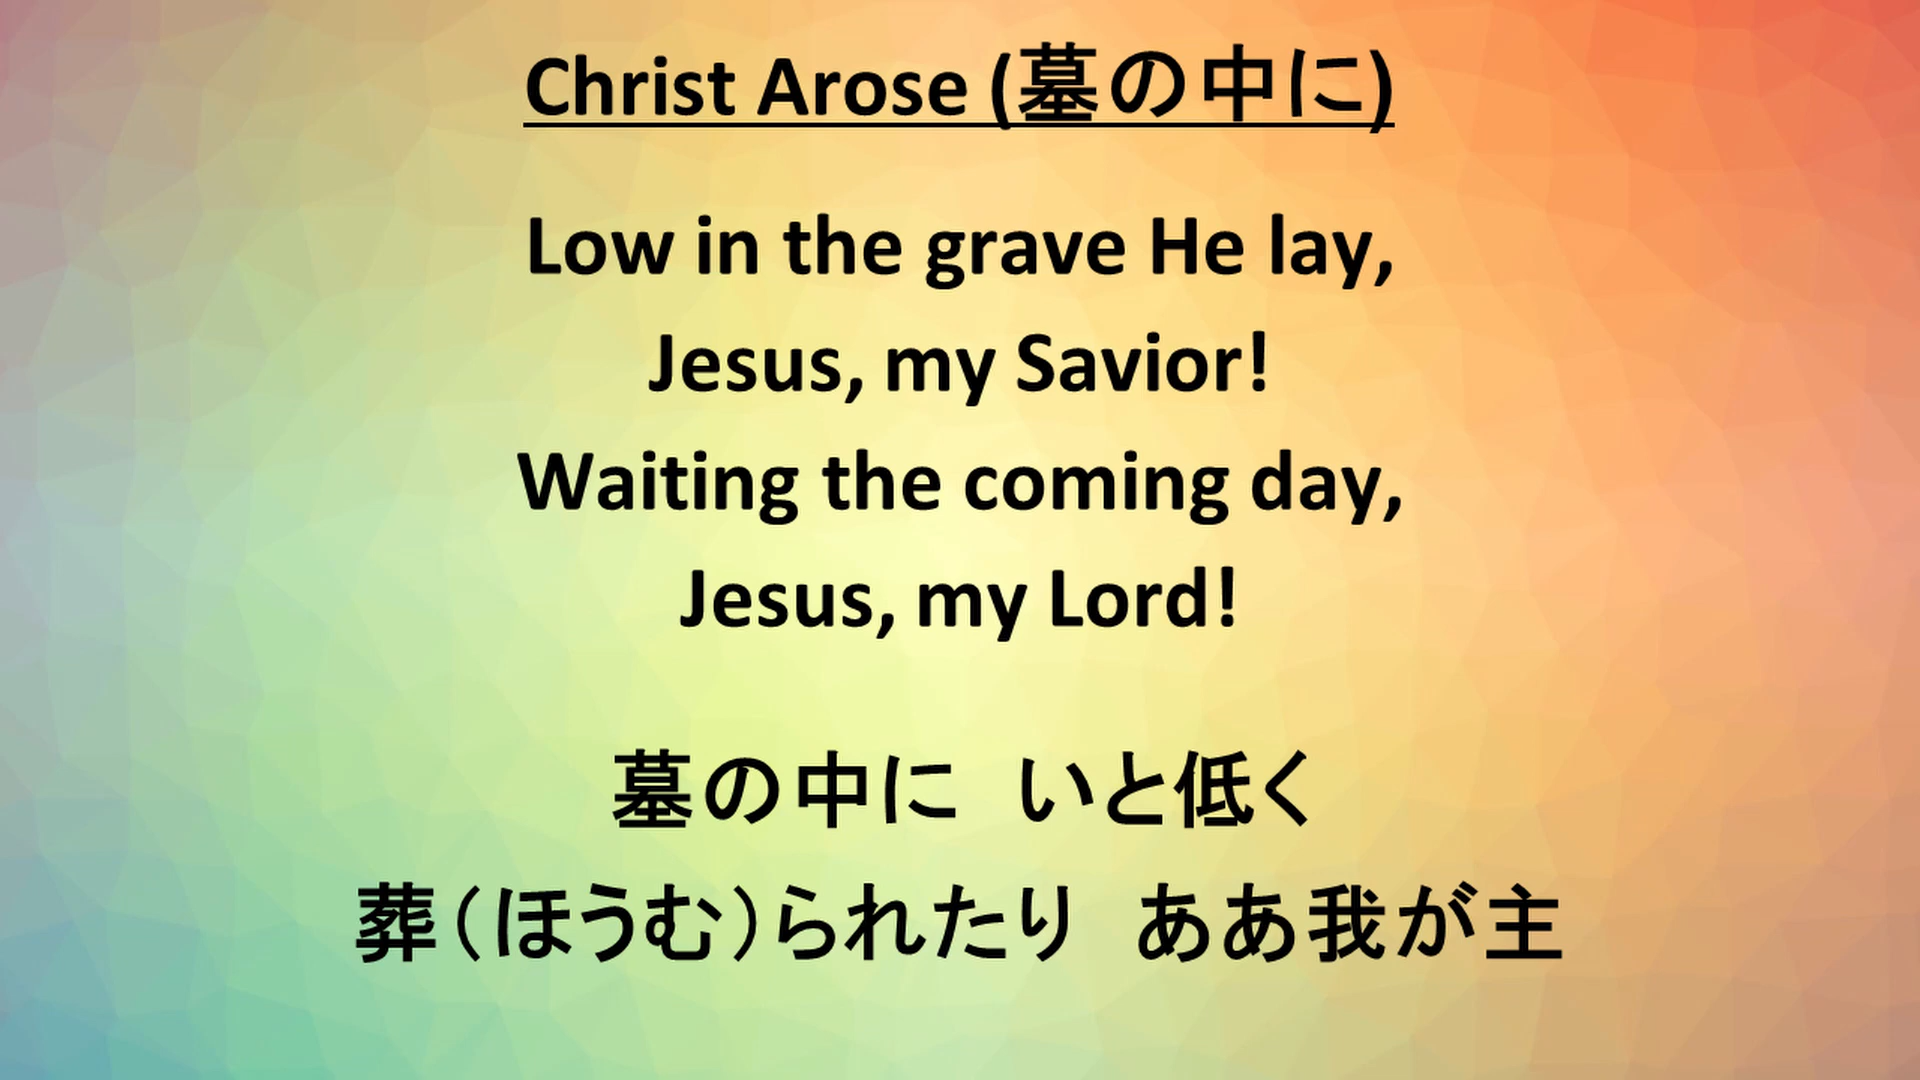 Christ Arose (墓の中に)
Low in the grave He lay,
Jesus, my Savior!
Waiting the coming day,
Jesus, my Lord!
墓の中に　いと低く
葬（ほうむ）られたり　ああ我が主